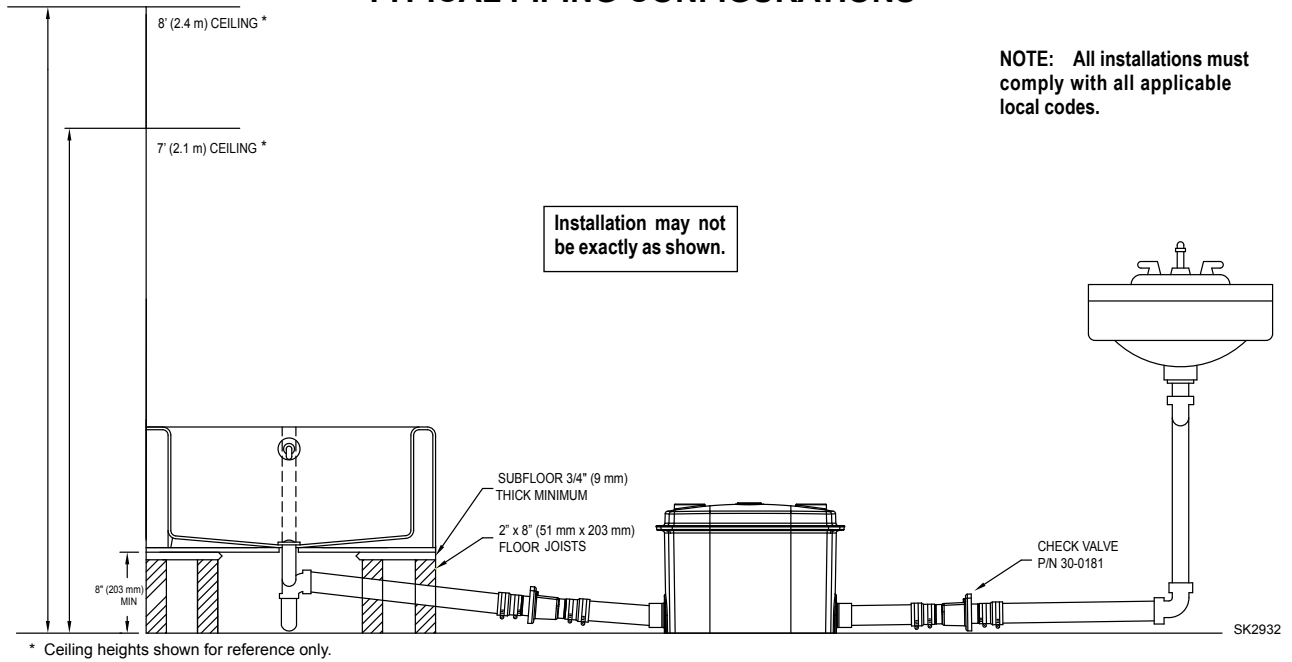 8' (2.4 m) CEILING *
NOTE: All installations must
comply with all applicable
local codes.
7' (2.1 m) CEILING *
Installation may not
be exactly as shown.
SUBFLOOR 3/4" (9 mm)
THICK MINIMUM
2" x 8" (51 mm x 203 mm)
FLOOR JOISTS
CHECK VALVE
P/N 30-0181
8" (203 mm)
MIN
SK2932
* Ceiling heights shown for reference only.